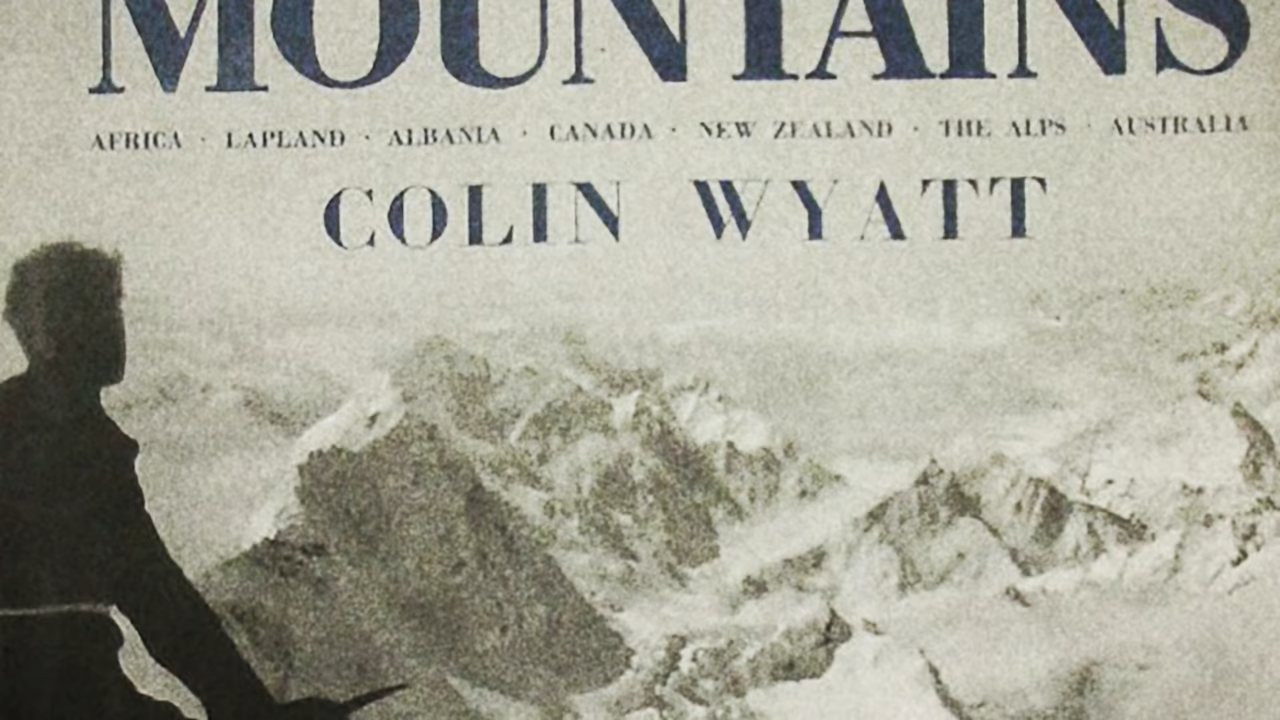 MOUNTAINS
AFRICA · LAPLAND · ALBANIA · CANADA · NEW ZEALAND · THE ALPS · AUSTRALIA
COLIN WYATT